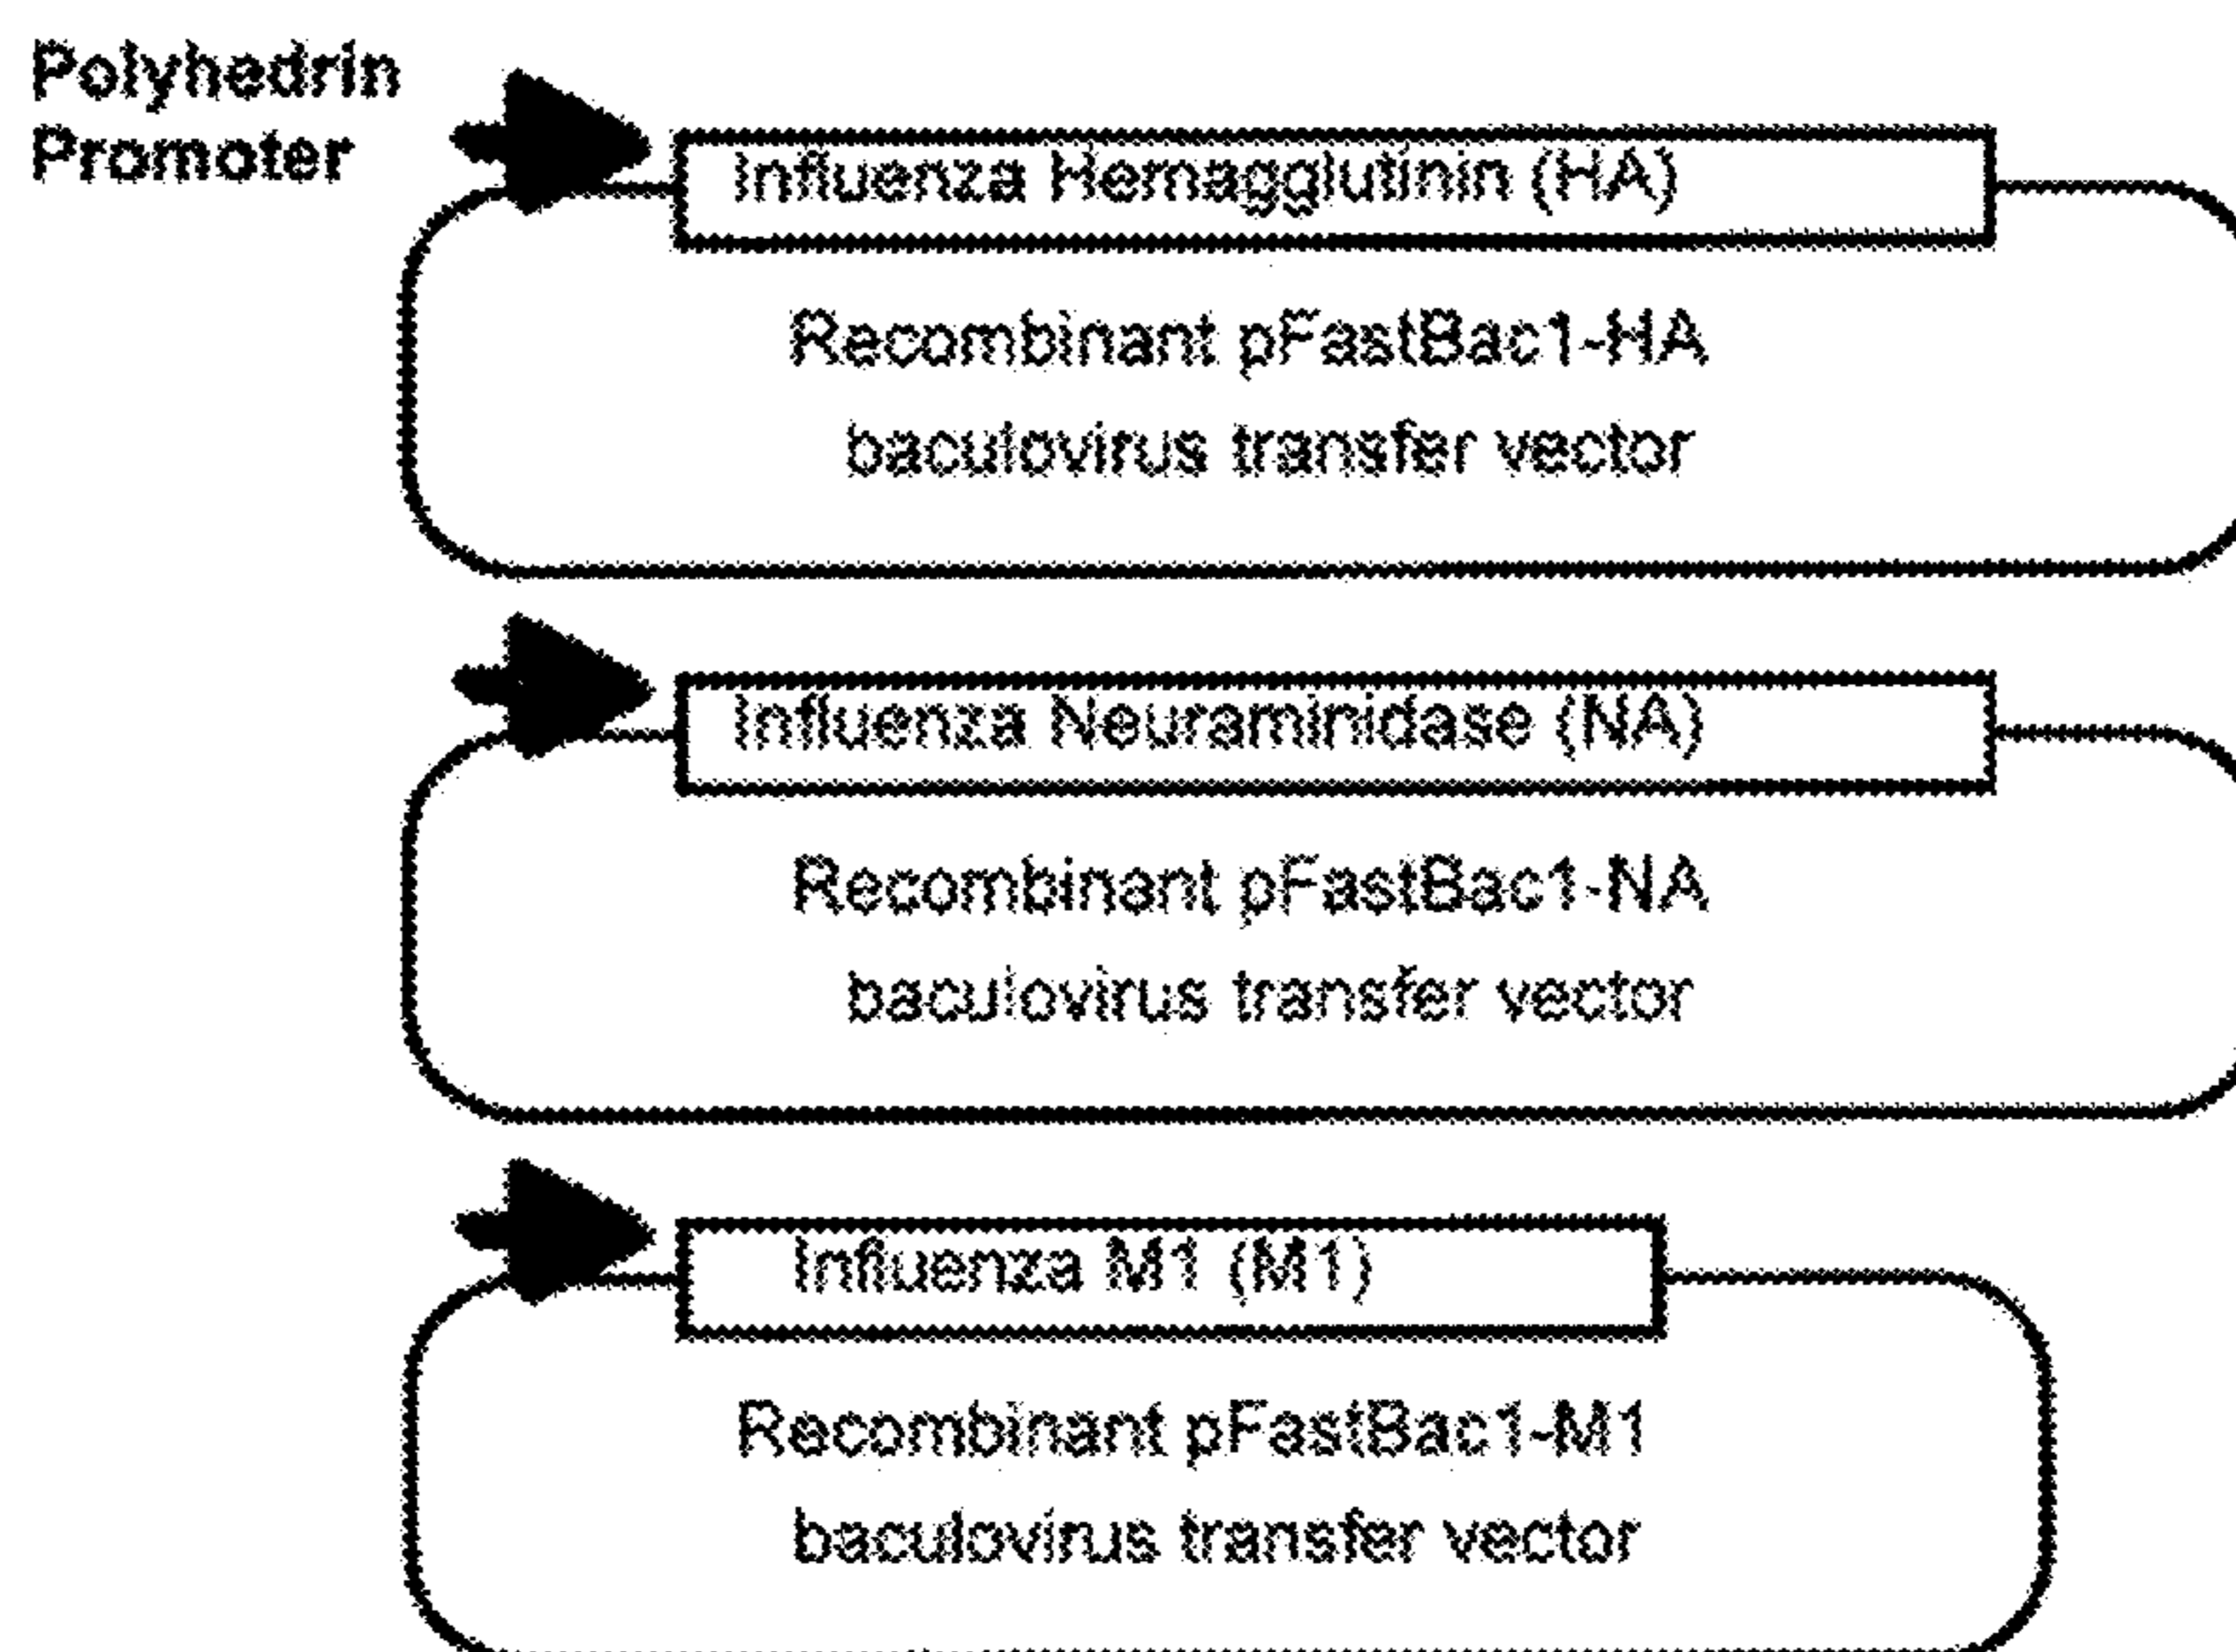 Polyhedrin
Promoter
Influenza Hemagglutinin (HA)
Recombinant pFastBac1-HA
baculovirus transfer vector
Influenza Neuraminidase (NA)
Recombinant pFastBac1-NA
baculovirus transfer vector
Influenza M1 (M1)
Recombinant pFastBac1-M1
baculovirus transfer vector